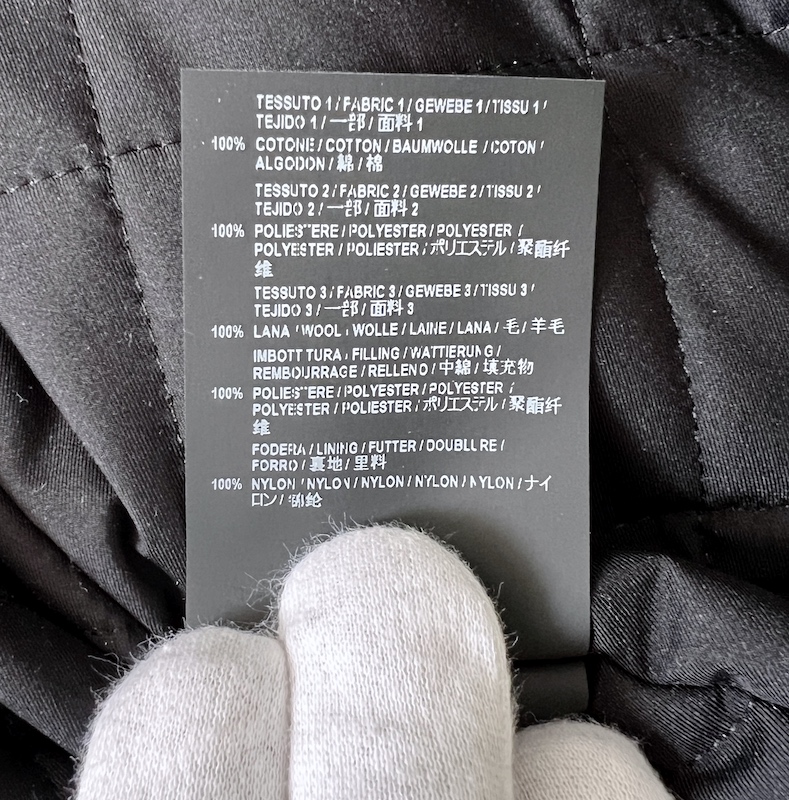 TESSUTO 1 / FABRIC 1 / GEWEBE 1 / TISSU 1 /
TEJIDO 1 / 一部 / 面料 1
100% COTONE / COTTON / BAUMWOLLE / COTON /
ALGODON / 綿 / 棉
TESSUTO 2 / FABRIC 2 / GEWEBE 2 / TISSU 2 /
TEJIDO 2 / 一部 / 面料 2
100% POLIESTERE / POLYESTER / POLYESTER /
POLYESTER / POLIESTER / ポリエステル / 聚酯纤
维
TESSUTO 3 / FABRIC 3 / GEWEBE 3 / TISSU 3 /
TEJIDO 3 / 一部 / 面料 3
100% LANA / WOOL / WOLLE / LAINE / LANA / 毛 / 羊毛
IMBOTTITURA / FILLING / WATTIERUNG /
REMBOURRAGE / RELLENO / 中綿 / 填充物
100% POLIESTERE / POLYESTER / POLYESTER /
POLYESTER / POLIESTER / ポリエステル / 聚酯纤
维
FODERA / LINING / FUTTER / DOUBLURE /
FORRO / 裏地 / 里料
100% NYLON / NYLON / NYLON / NYLON / NYLON / ナイ
ロン / 锦纶